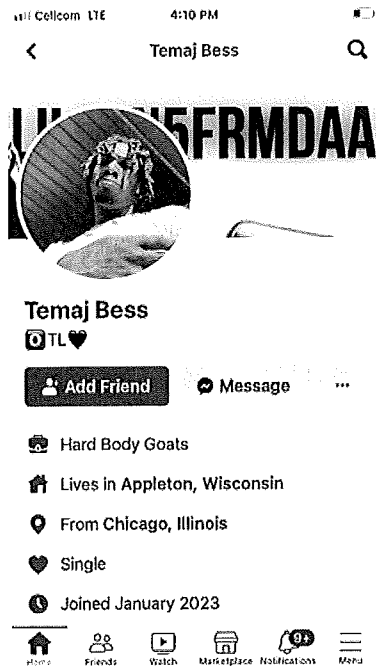 Cellcom LTE 4:10 PM
Temaj Bess
5FRMDAA
Temaj Bess
🅾️TL🖤
Add Friend
Message
...
Hard Body Goats
Lives in Appleton, Wisconsin
From Chicago, Illinois
Single
Joined January 2023
9+
Home Friends Watch Marketplace Notifications Menu